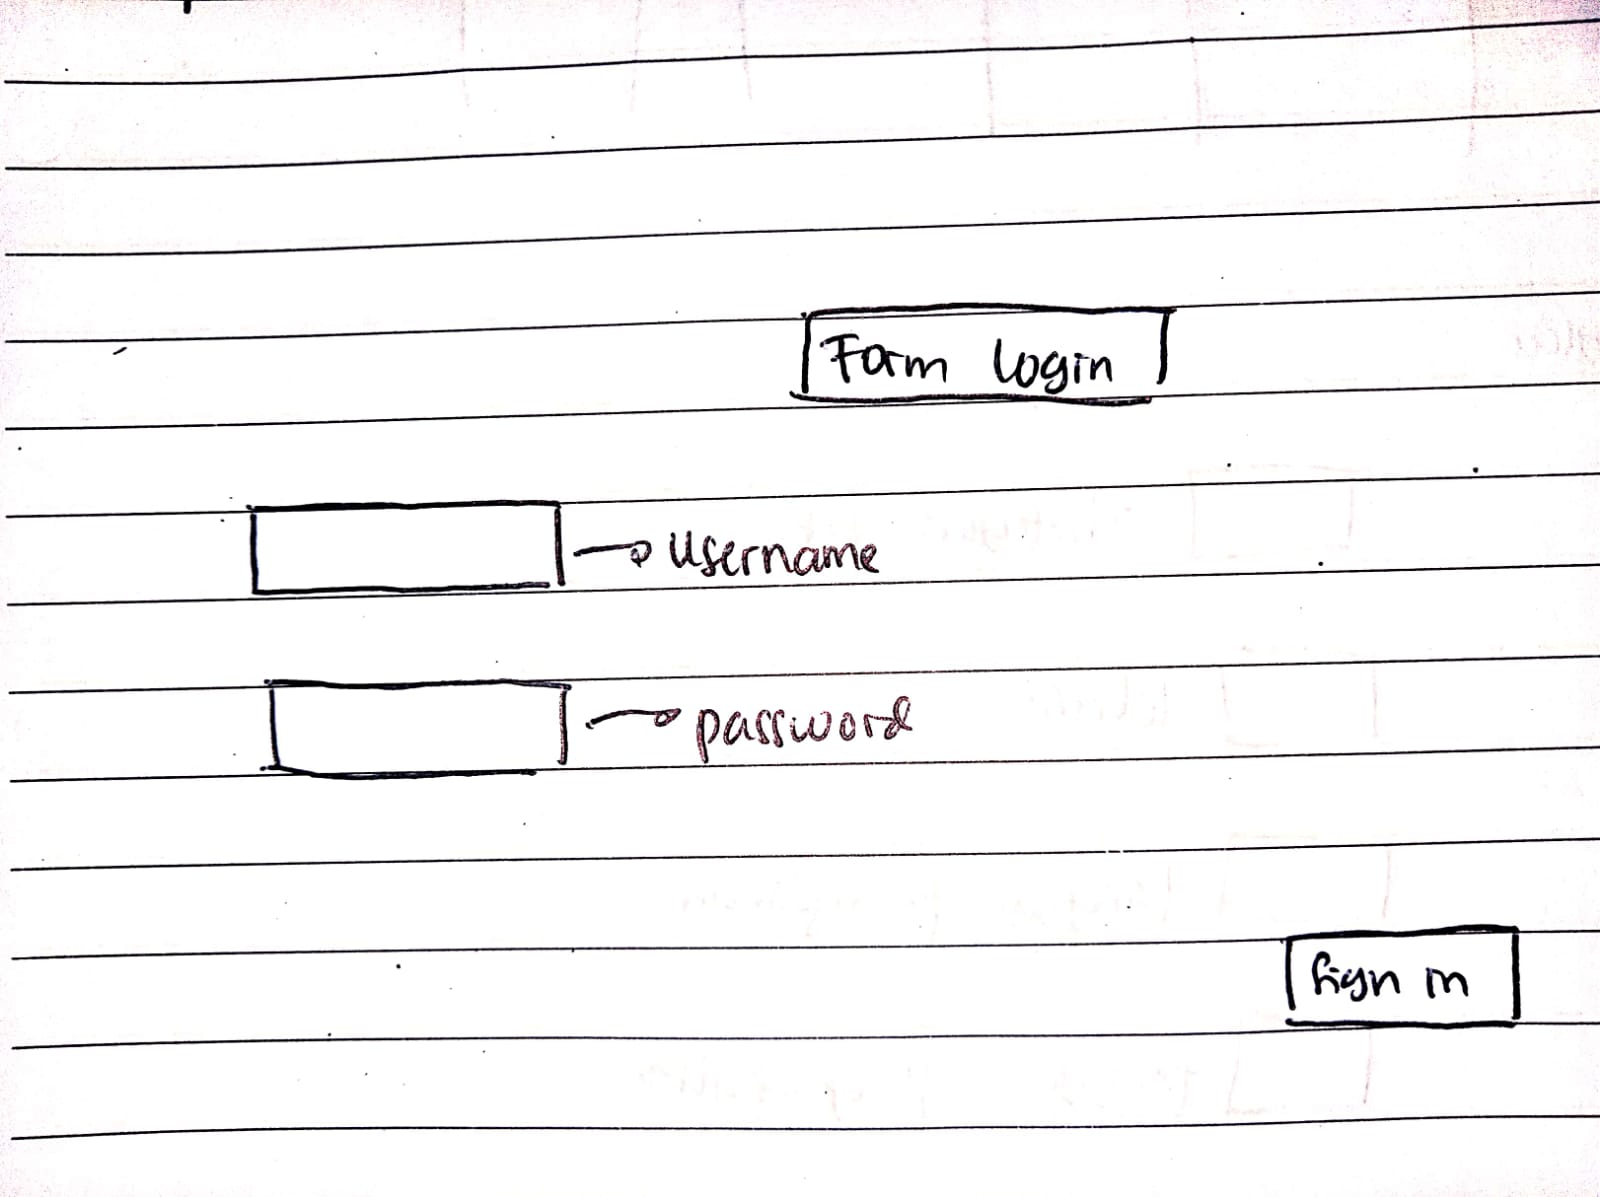 Form login
username
password
Sign in